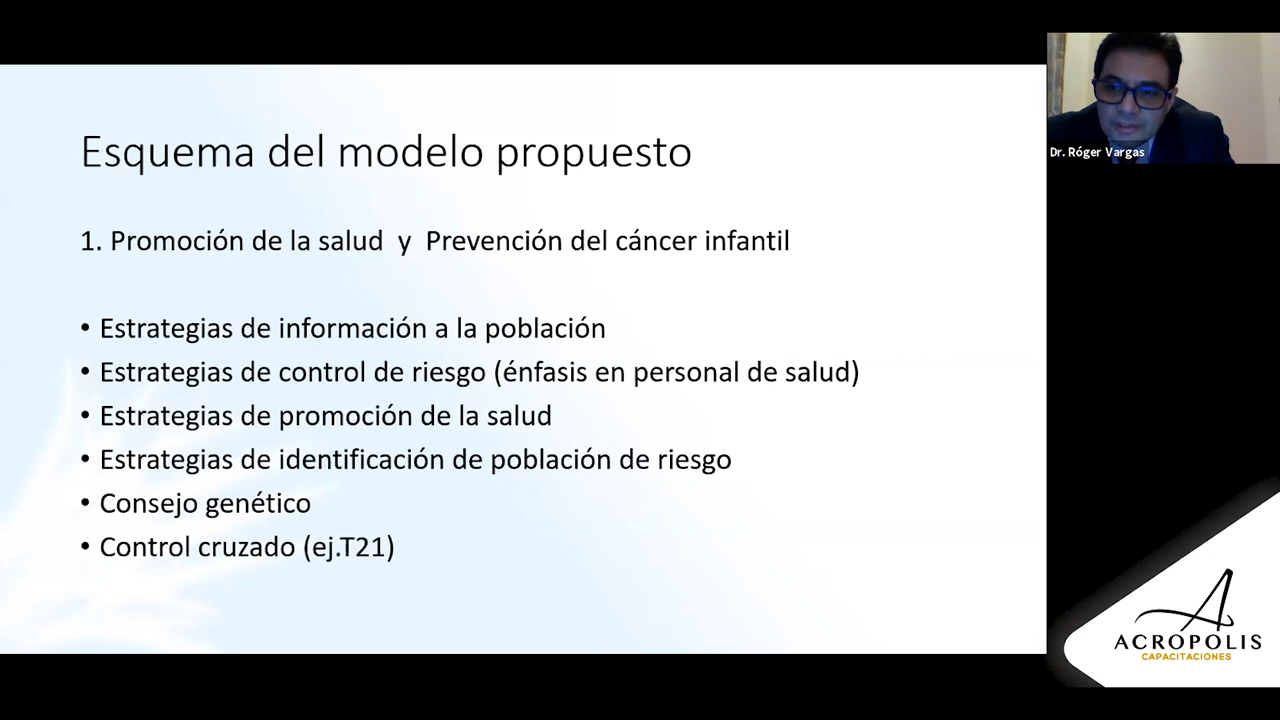 Esquema del modelo propuesto
1. Promoción de la salud y Prevención del cáncer infantil
• Estrategias de información a la población
• Estrategias de control de riesgo (énfasis en personal de salud)
• Estrategias de promoción de la salud
• Estrategias de identificación de población de riesgo
• Consejo genético
• Control cruzado (ej.T21)
Dr. Róger Vargas
ACROPOLIS
CAPACITACIONES